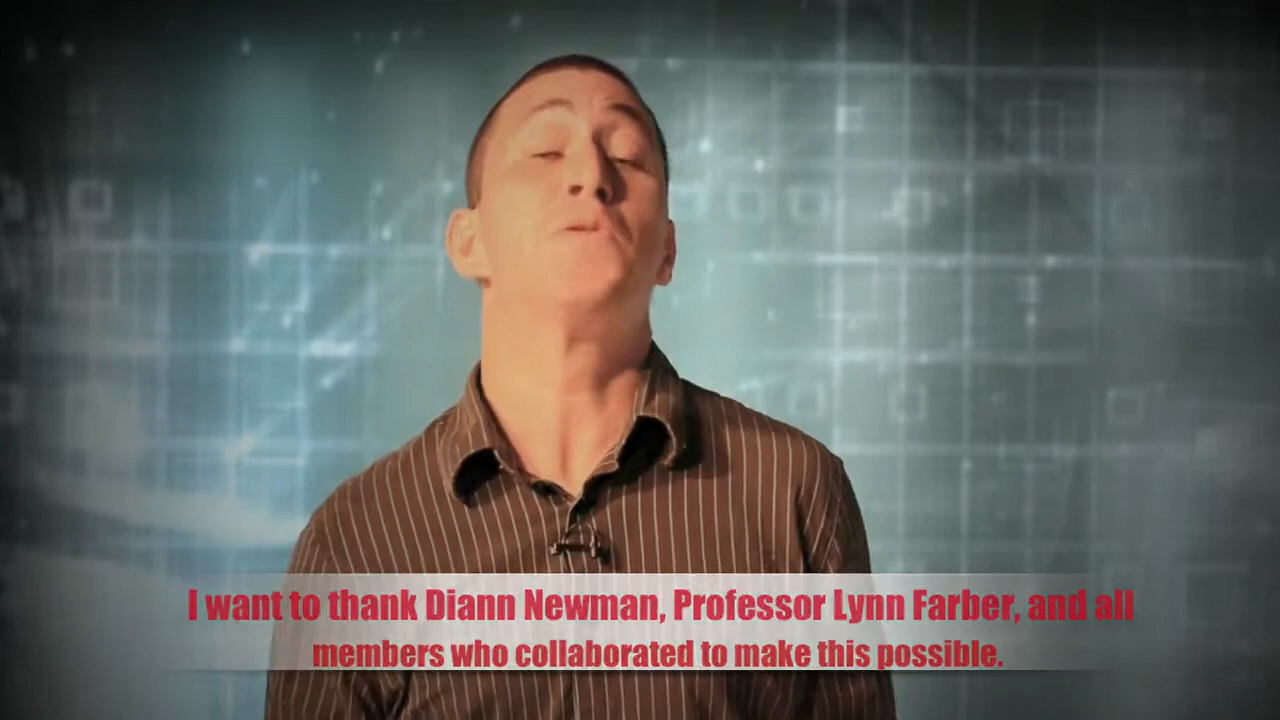 I want to thank Diann Newman, Professor Lynn Farber, and all
members who collaborated to make this possible.